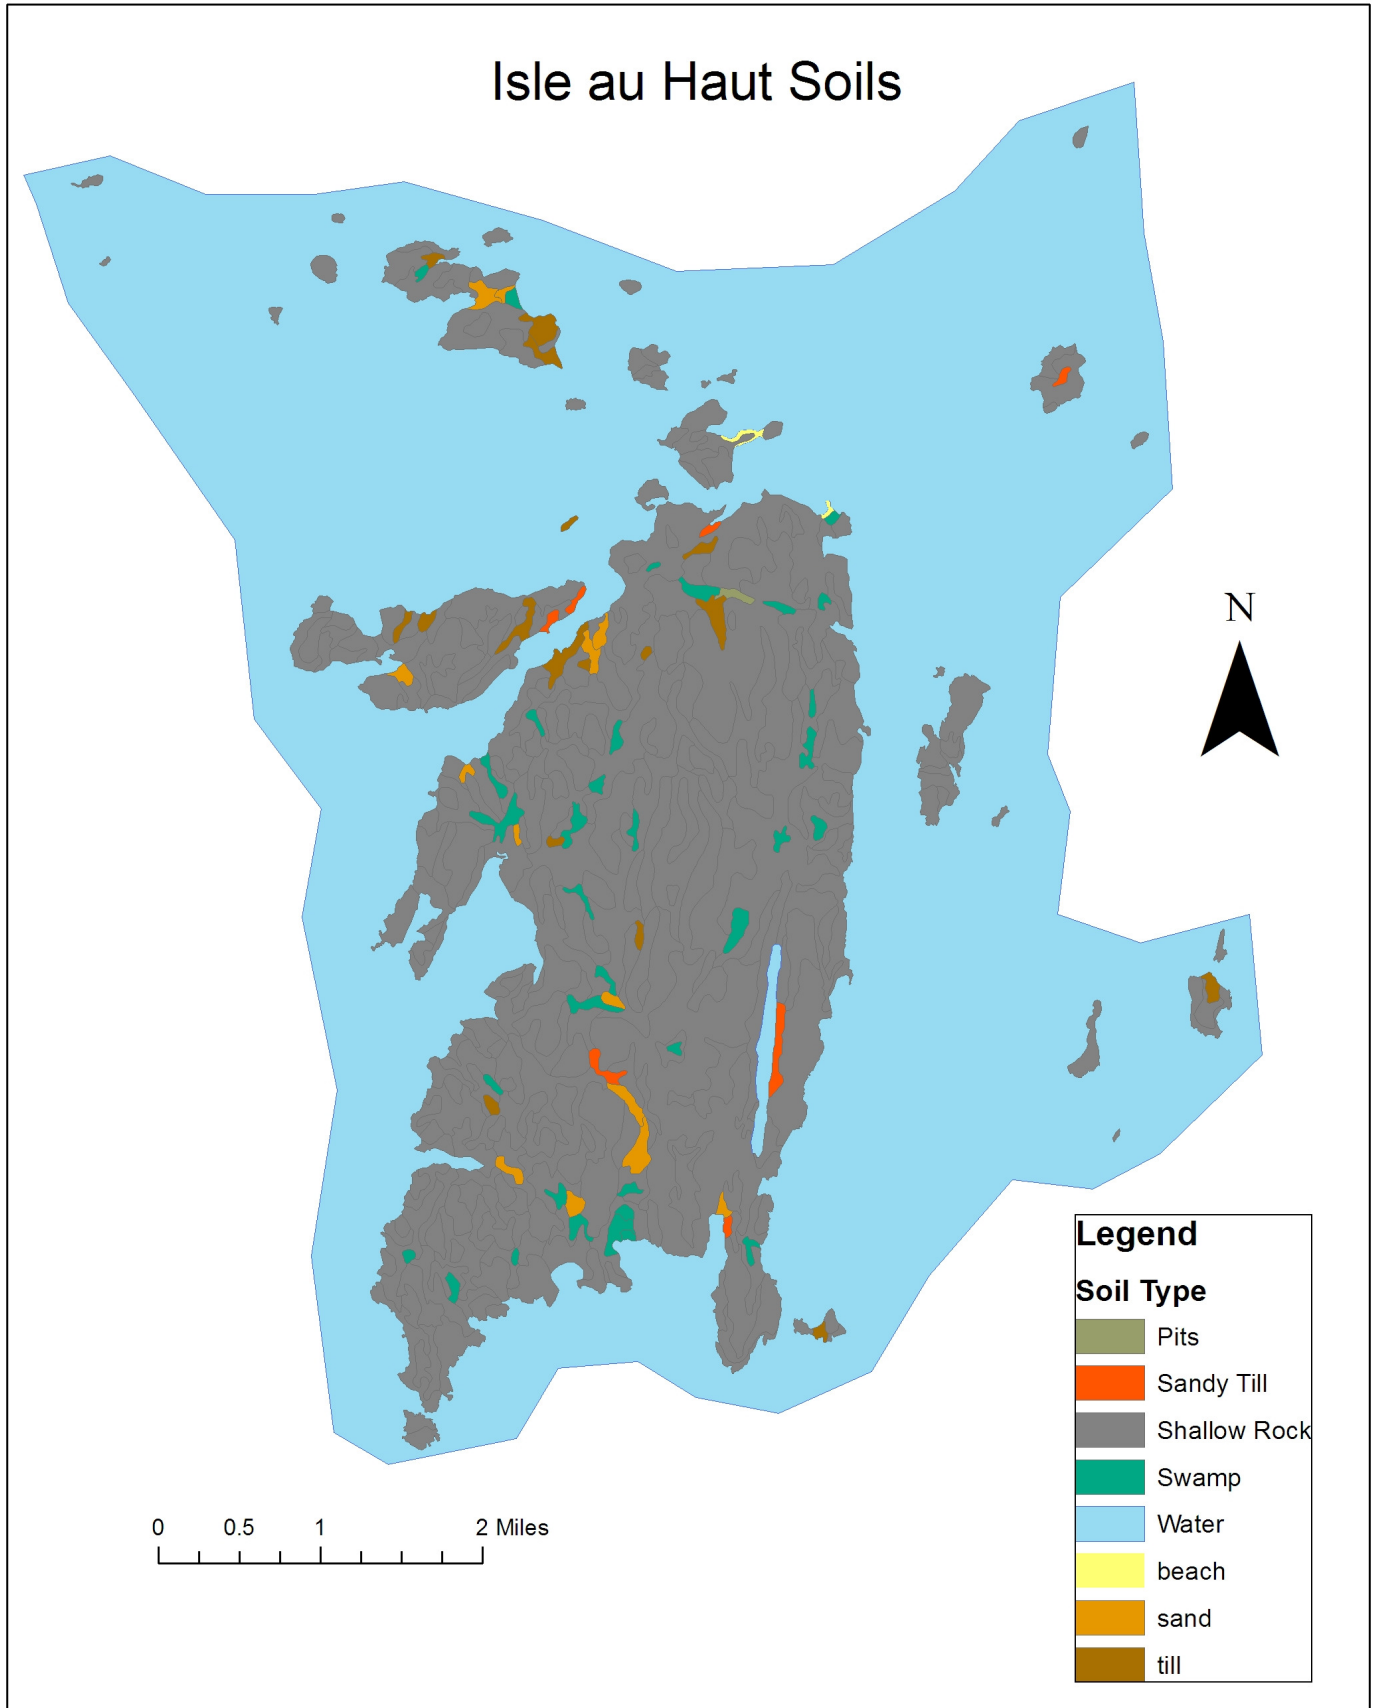 Isle au Haut Soils
N
Legend
Soil Type
Pits
Sandy Till
Shallow Rock
Swamp
Water
beach
sand
till
0 0.5 1 2 Miles